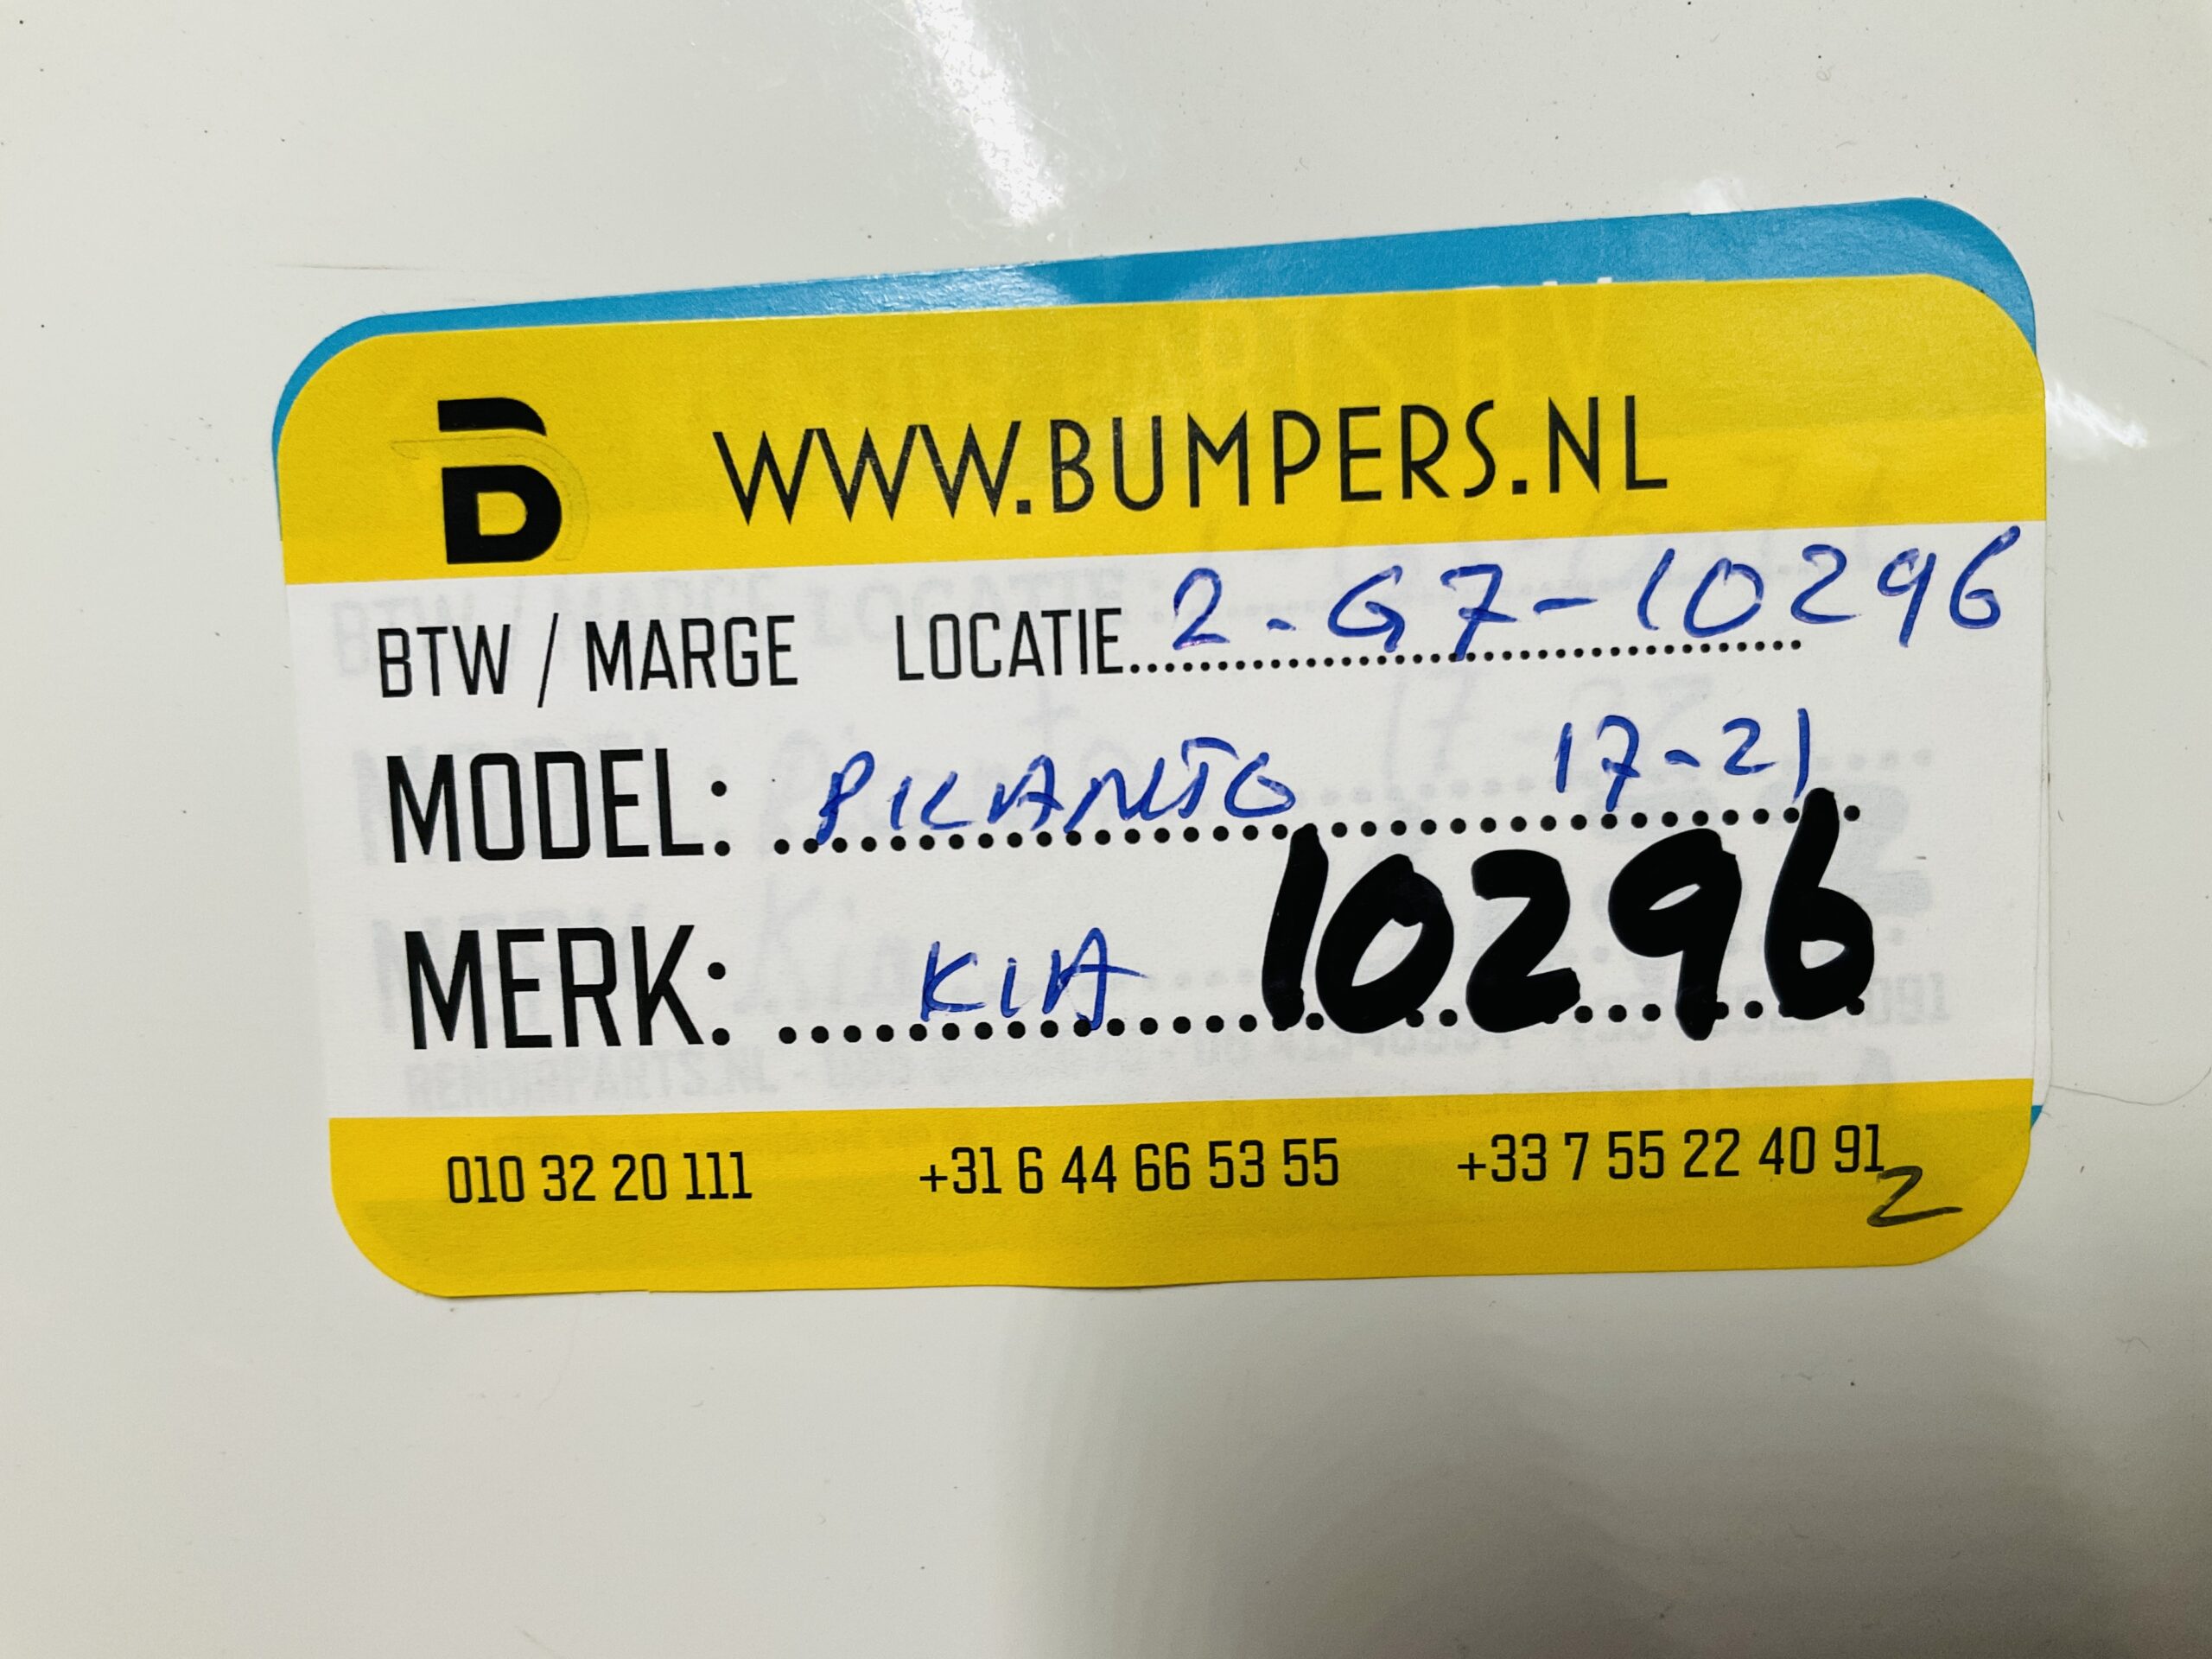 WWW.BUMPERS.NL
BTW / MARGE LOCATIE 2-G7-10296
MODEL: PICANTO 17-21
MERK: KIA 10296
010 32 20 111 +31 6 44 66 53 55 +33 7 55 22 40 91
2